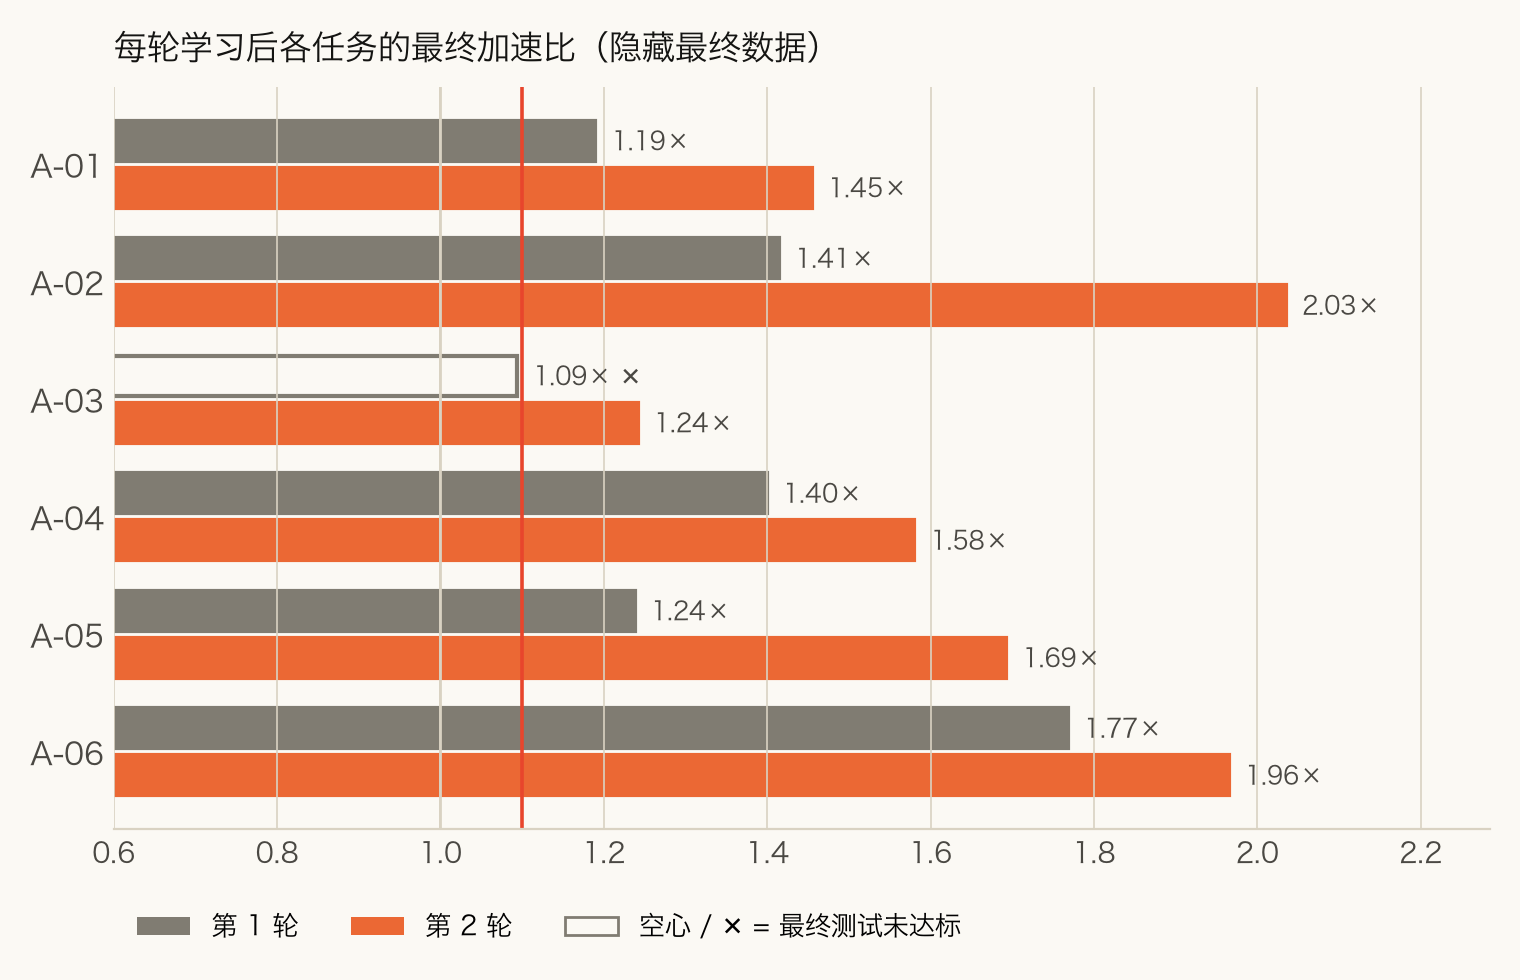 每轮学习后各任务的最终加速比（隐藏最终数据）
A-01
1.19×
1.45×
A-02
1.41×
2.03×
A-03
1.09× ×
1.24×
A-04
1.40×
1.58×
A-05
1.24×
1.69×
A-06
1.77×
1.96×
0.6 0.8 1.0 1.2 1.4 1.6 1.8 2.0 2.2
第 1 轮 第 2 轮 空心 / × = 最终测试未达标